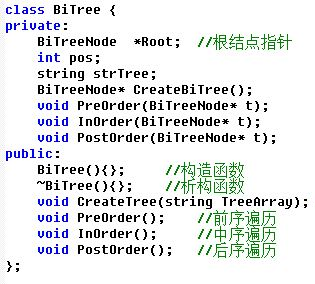 class BiTree {
private:
    BiTreeNode  *Root;  //根结点指针
    int pos;
    string strTree;
    BiTreeNode* CreateBiTree();
    void PreOrder(BiTreeNode* t);
    void InOrder(BiTreeNode* t);
    void PostOrder(BiTreeNode* t);
public:
    BiTree(){};     //构造函数
    ~BiTree(){};    //析构函数
    void CreateTree(string TreeArray);
    void PreOrder();    //前序遍历
    void InOrder();     //中序遍历
    void PostOrder();   //后序遍历
};